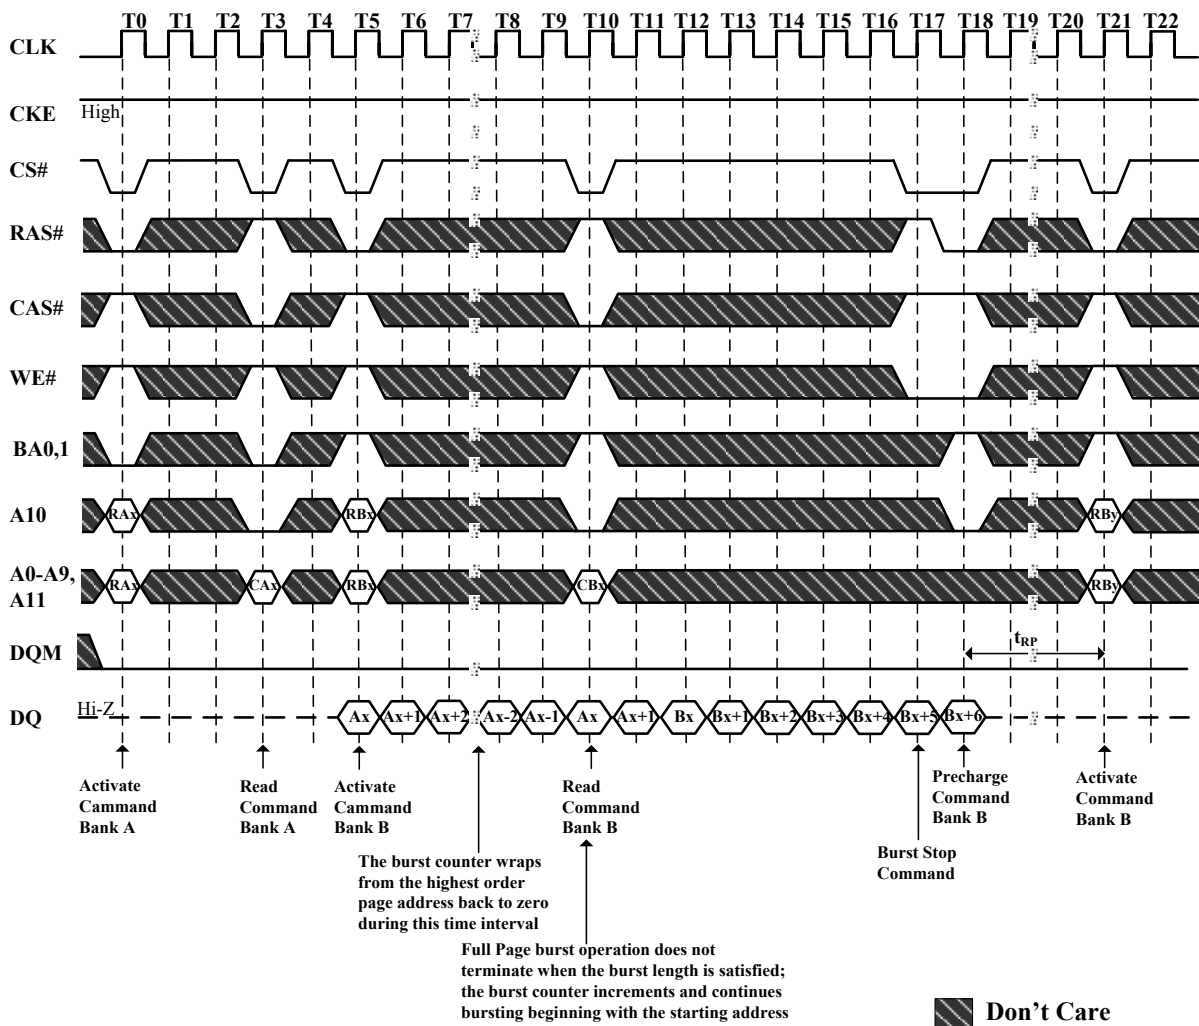 T0 T1 T2 T3 T4 T5 T6 T7 T8 T9 T10 T11 T12 T13 T14 T15 T16 T17 T18 T19 T20 T21 T22
CLK
CKE High
CS#
RAS#
CAS#
WE#
BA0,1
A10 RAx RBx RBy
A0-A9,
A11 RAx CAx RBx CBx RBy
DQM tRP
DQ Hi-Z Ax Ax+1 Ax+2 Ax-2 Ax-1 Ax Ax+1 Bx Bx+1 Bx+2 Bx+3 Bx+4 Bx+5 Bx+6
Activate
Cammand
Bank A
Read
Command
Bank A
Activate
Cammand
Bank B
Read
Command
Bank B
Precharge
Command
Bank B
Activate
Command
Bank B
Burst Stop
Command
The burst counter wraps
from the highest order
page address back to zero
during this time interval
Full Page burst operation does not
terminate when the burst length is satisfied;
the burst counter increments and continues
bursting beginning with the starting address
Don't Care